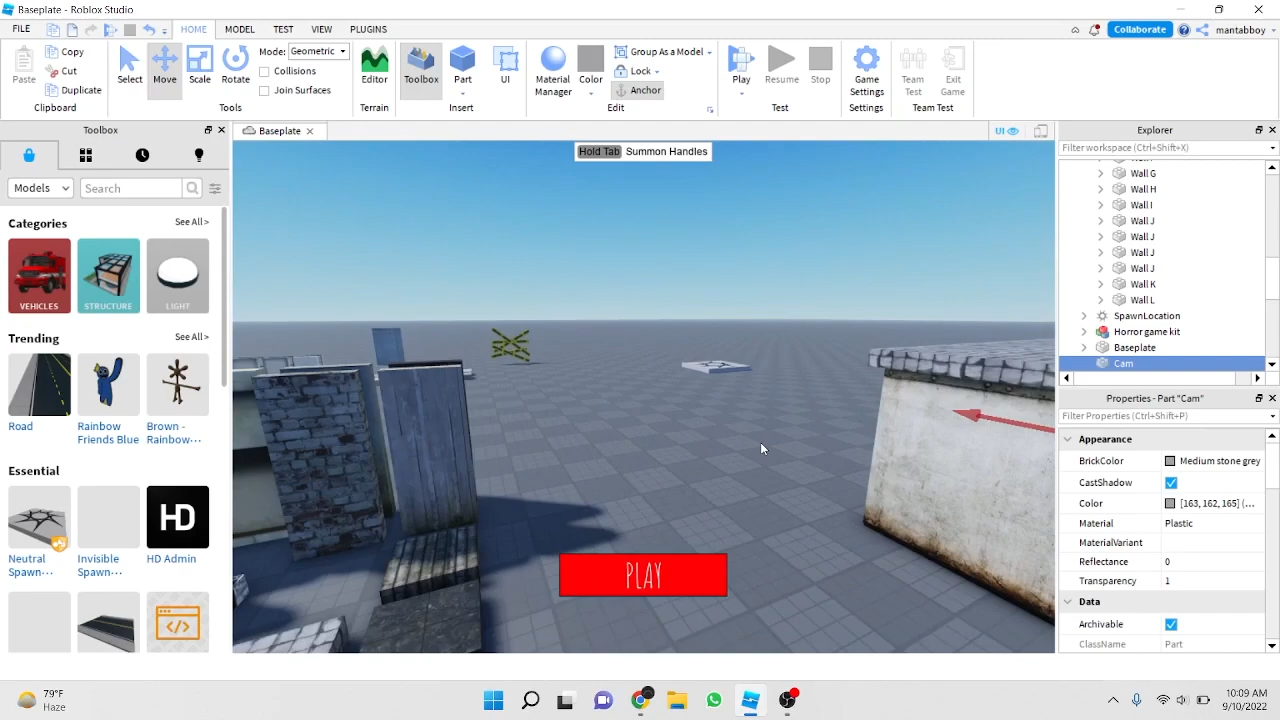 Baseplate - Roblox Studio
FILE HOME MODEL TEST VIEW PLUGINS Collaborate mantabboy
Paste Copy Cut Duplicate Clipboard
Select Move Scale Rotate Mode: Geometric Collisions Join Surfaces Tools
Editor Terrain
Toolbox Part UI Insert
Material Manager Color Group As a Model Lock Anchor Edit
Play Resume Stop Test
Game Settings Settings
Team Test Exit Game Team Test
Toolbox
Models Search
Categories See All >
VEHICLES STRUCTURE LIGHT
Trending See All >
Road Rainbow Friends Blue Brown - Rainbow...
Essential
HD
Neutral Spawn... Invisible Spawn... HD Admin
Baseplate UI
Hold Tab Summon Handles
PLAY
Explorer
Filter workspace (Ctrl+Shift+X)
Wall G
Wall H
Wall I
Wall J
Wall J
Wall J
Wall J
Wall K
Wall L
SpawnLocation
Horror game kit
Baseplate
Cam
Properties - Part "Cam"
Filter Properties (Ctrl+Shift+P)
Appearance
BrickColor Medium stone grey
CastShadow
Color [163, 162, 165] (...
Material Plastic
MaterialVariant
Reflectance 0
Transparency 1
Data
Archivable
ClassName Part
79°F
Haze
10:09 AM
9/10/2022